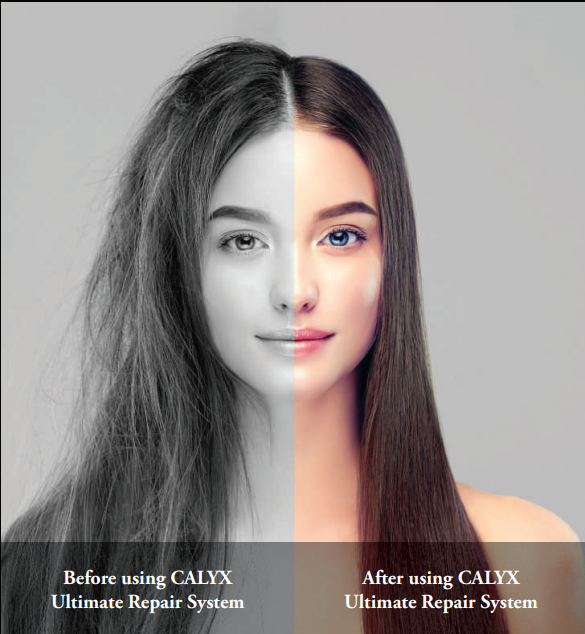 Before using CALYX
Ultimate Repair System
After using CALYX
Ultimate Repair System